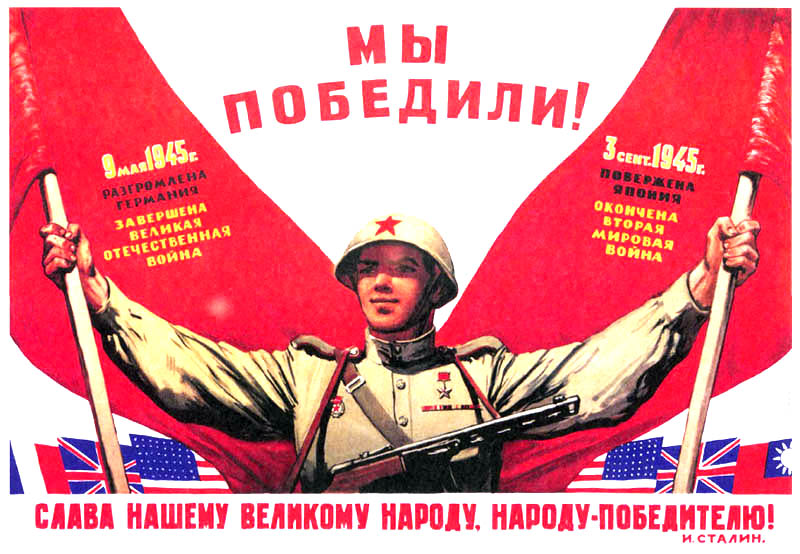 МЫ
ПОБЕДИЛИ!
9 МАЯ 1945 г.
РАЗГРОМЛЕНА
ГЕРМАНИЯ
ЗАВЕРШЕНА
ВЕЛИКАЯ
ОТЕЧЕСТВЕННАЯ
ВОЙНА
3 СЕНТ. 1945 г.
ПОВЕРЖЕНА
ЯПОНИЯ
ОКОНЧЕНА
ВТОРАЯ
МИРОВАЯ
ВОЙНА
СЛАВА НАШЕМУ ВЕЛИКОМУ НАРОДУ, НАРОДУ-ПОБЕДИТЕЛЮ!
И. СТАЛИН.